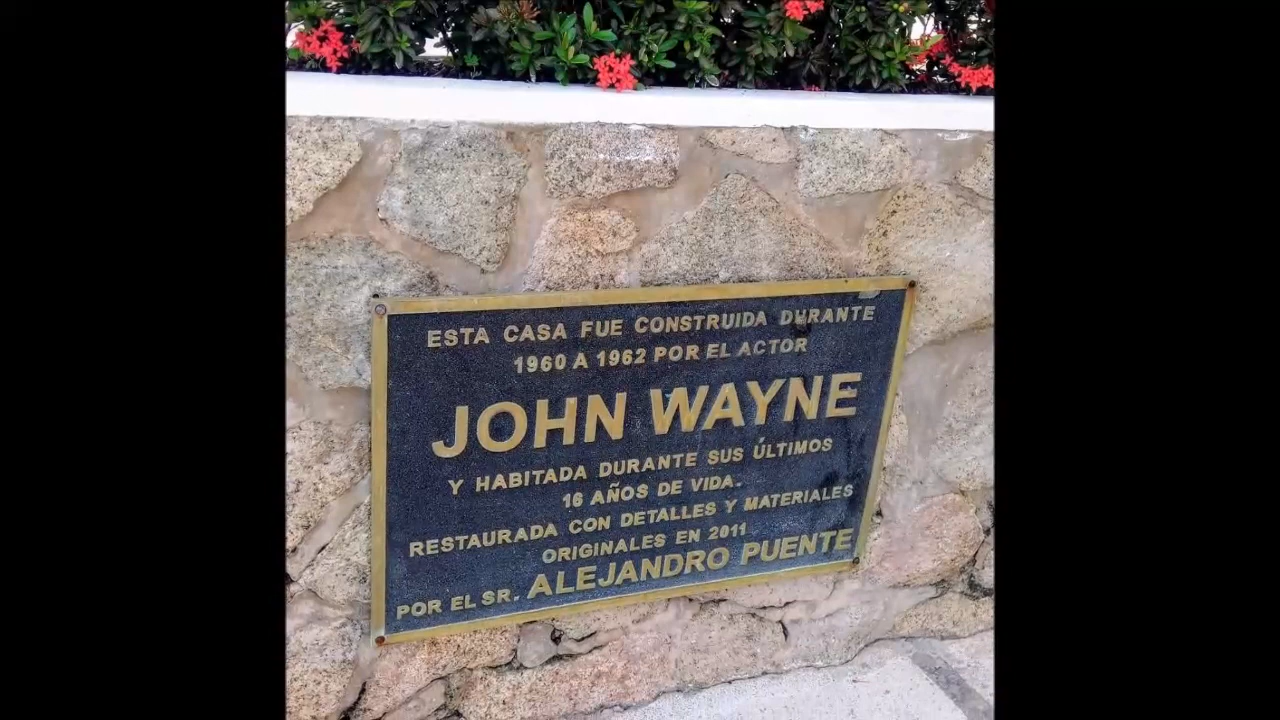 ESTA CASA FUE CONSTRUIDA DURANTE
1960 A 1962 POR EL ACTOR
JOHN WAYNE
Y HABITADA DURANTE SUS ÚLTIMOS
16 AÑOS DE VIDA.
RESTAURADA CON DETALLES Y MATERIALES
ORIGINALES EN 2011
POR EL SR. ALEJANDRO PUENTE